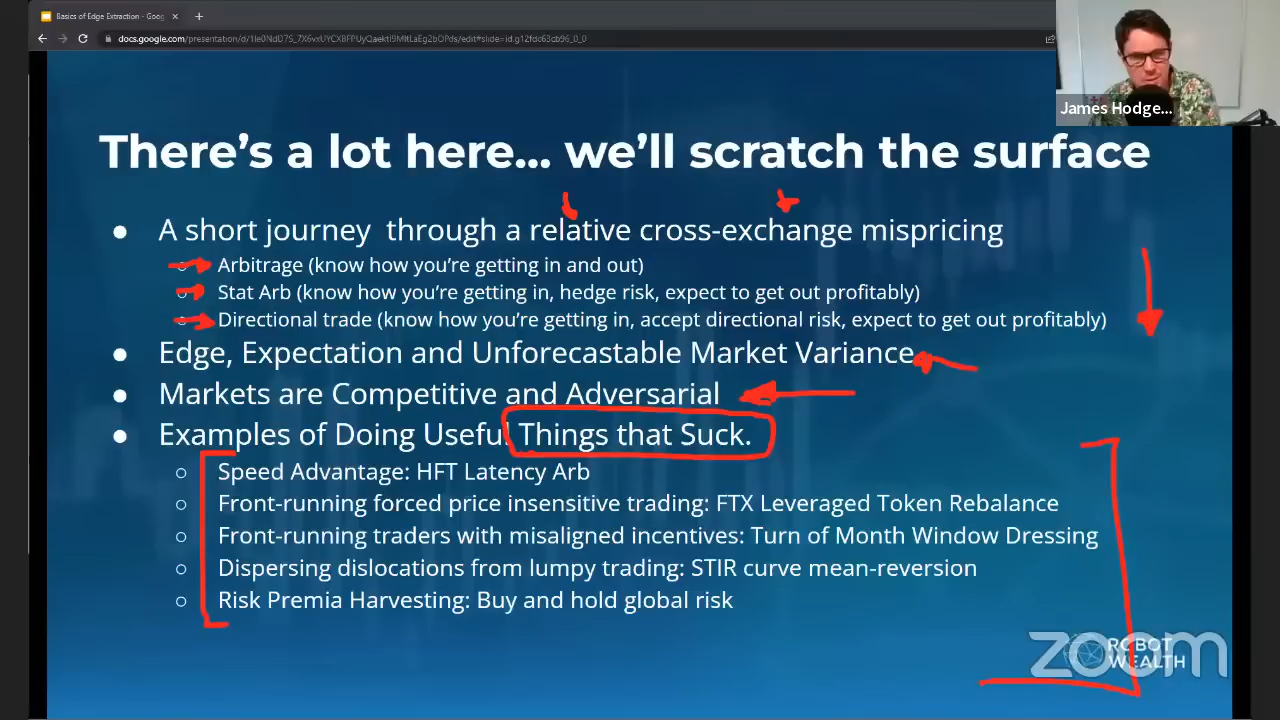 Basics of Edge Extraction - Goog
docs.google.com/presentation/d/
James Hodge...
There's a lot here... we'll scratch the surface
A short journey through a relative cross-exchange mispricing
Arbitrage (know how you're getting in and out)
Stat Arb (know how you're getting in, hedge risk, expect to get out profitably)
Directional trade (know how you're getting in, accept directional risk, expect to get out profitably)
Edge, Expectation and Unforecastable Market Variance
Markets are Competitive and Adversarial
Examples of Doing Useful Things that Suck.
Speed Advantage: HFT Latency Arb
Front-running forced price insensitive trading: FTX Leveraged Token Rebalance
Front-running traders with misaligned incentives: Turn of Month Window Dressing
Dispersing dislocations from lumpy trading: STIR curve mean-reversion
Risk Premia Harvesting: Buy and hold global risk
zoom
ROBOT
WEALTH